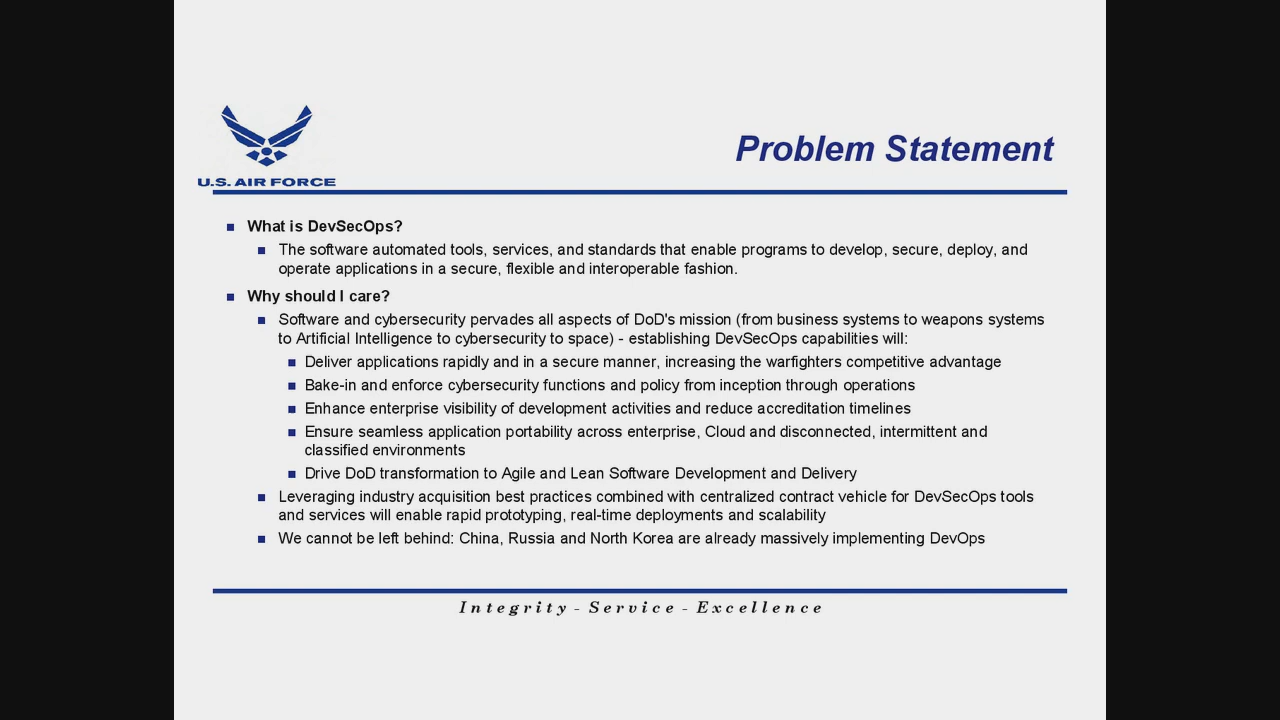 U.S. AIR FORCE
Problem Statement
What is DevSecOps?
The software automated tools, services, and standards that enable programs to develop, secure, deploy, and
operate applications in a secure, flexible and interoperable fashion.
Why should I care?
Software and cybersecurity pervades all aspects of DoD's mission (from business systems to weapons systems
to Artificial Intelligence to cybersecurity to space) - establishing DevSecOps capabilities will:
Deliver applications rapidly and in a secure manner, increasing the warfighters competitive advantage
Bake-in and enforce cybersecurity functions and policy from inception through operations
Enhance enterprise visibility of development activities and reduce accreditation timelines
Ensure seamless application portability across enterprise, Cloud and disconnected, intermittent and
classified environments
Drive DoD transformation to Agile and Lean Software Development and Delivery
Leveraging industry acquisition best practices combined with centralized contract vehicle for DevSecOps tools
and services will enable rapid prototyping, real-time deployments and scalability
We cannot be left behind: China, Russia and North Korea are already massively implementing DevOps
Integrity - Service - Excellence